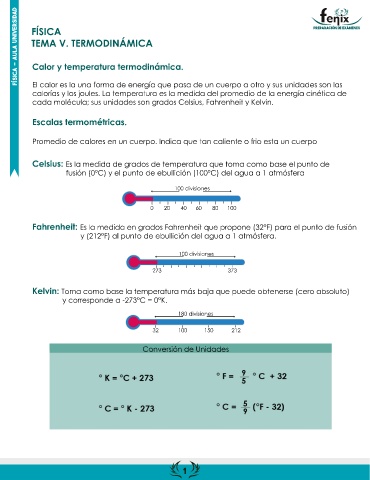 FÍSICA – AULA UNIVERSIDAD
fenix
PREPARACIÓN DE EXÁMENES
FÍSICA
TEMA V. TERMODINÁMICA
Calor y temperatura termodinámica.
El calor es la una forma de energía que pasa de un cuerpo a otro y sus unidades son las
calorías y los joules. La temperatura es la medida del promedio de la energía cinética de
cada molécula; sus unidades son grados Celsius, Fahrenheit y Kelvin.
Escalas termométricas.
Promedio de calores en un cuerpo. Indica que tan caliente o frio esta un cuerpo
Celsius: Es la medida de grados de temperatura que toma como base el punto de
fusión (0°C) y el punto de ebullición (100°C) del agua a 1 atmósfera
100 divisiones
0 20 40 60 80 100
Fahrenheit: Es la medida en grados Fahrenheit que propone (32°F) para el punto de fusión
y (212°F) al punto de ebullición del agua a 1 atmósfera.
100 divisiones
273 373
Kelvin: Toma como base la temperatura más baja que puede obtenerse (cero absoluto)
y corresponde a -273°C = 0°K.
180 divisiones
32 100 150 212
Conversión de Unidades
° K = °C + 273 ° F = 9/5 ° C + 32
° C = ° K - 273 ° C = 5/9 (°F - 32)
1